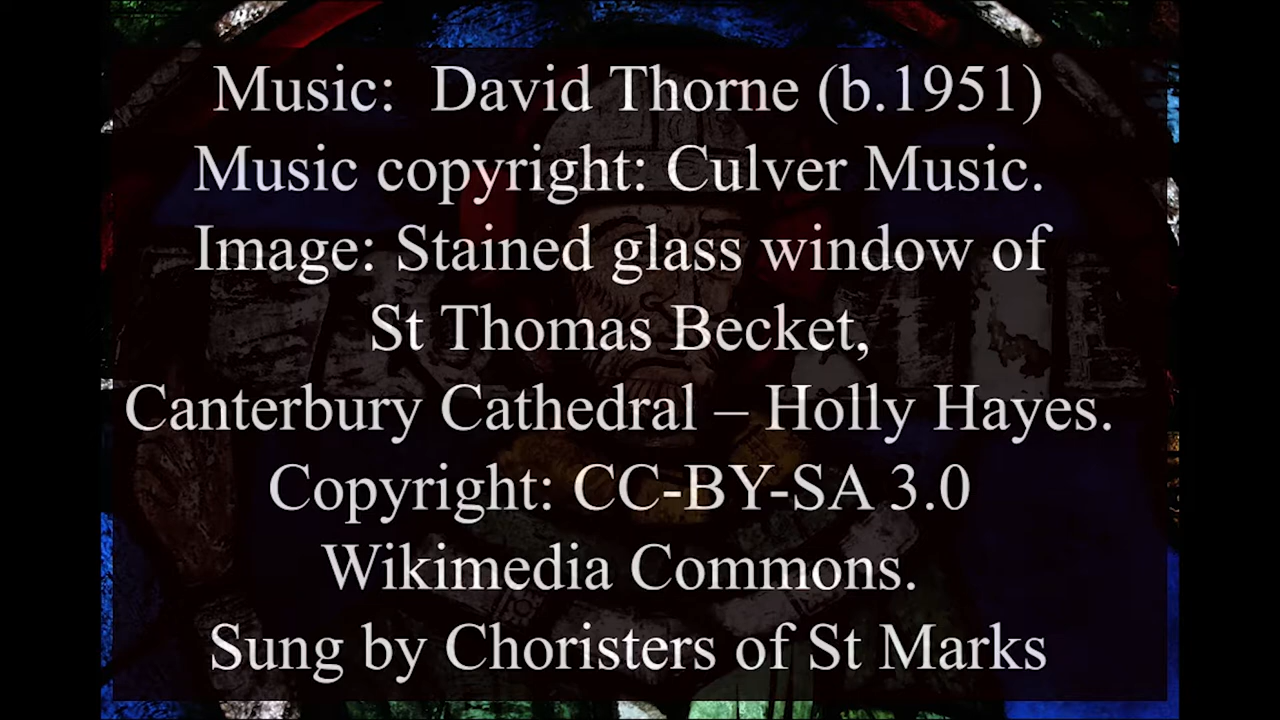 Music:  David Thorne (b.1951)
Music copyright: Culver Music.
Image: Stained glass window of
St Thomas Becket,
Canterbury Cathedral – Holly Hayes.
Copyright: CC-BY-SA 3.0
Wikimedia Commons.
Sung by Choristers of St Marks